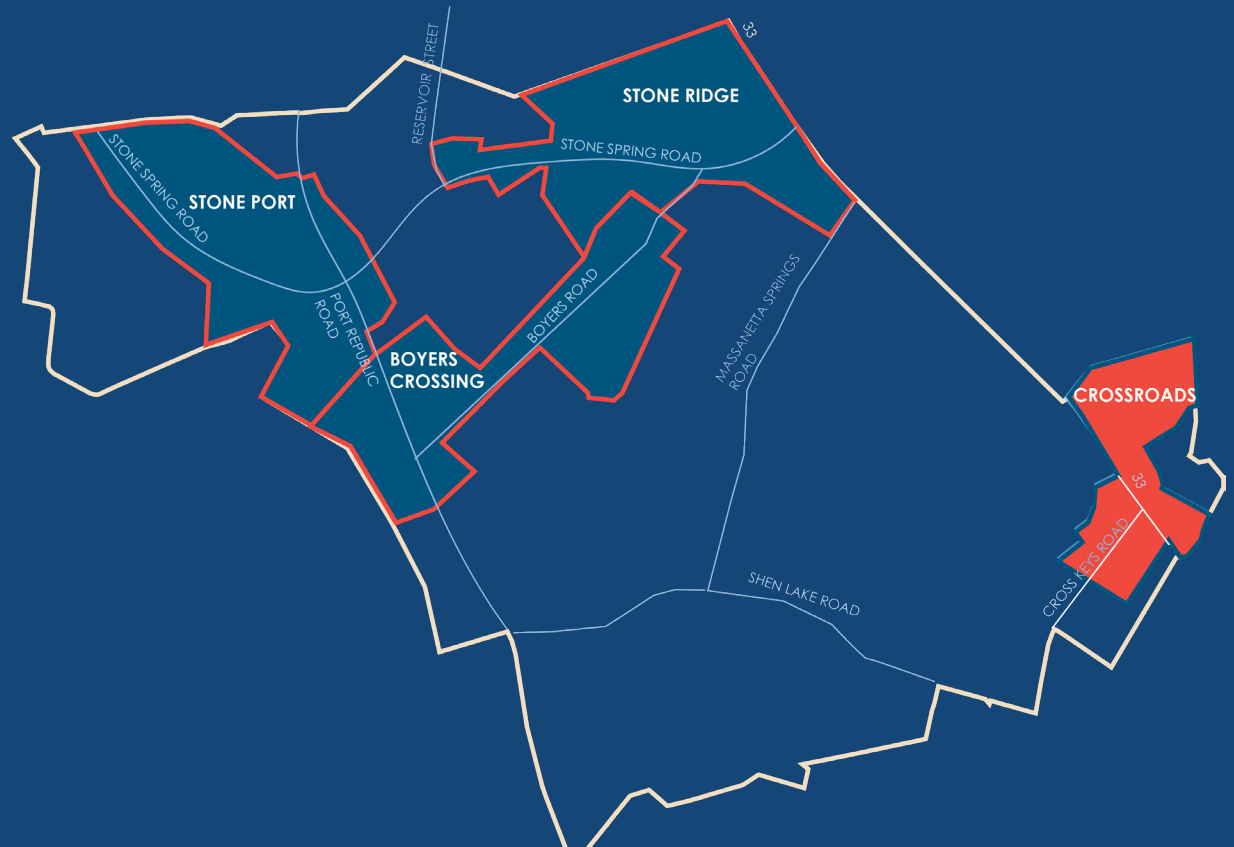 33
RESERVOIR STREET
STONE RIDGE
STONE SPRING ROAD
STONE SPRING ROAD
STONE PORT
PORT REPUBLIC
ROAD
BOYERS
CROSSING
BOYERS ROAD
MASSANETTA SPRINGS
ROAD
CROSSROADS
33
CROSS KEYS ROAD
SHEN LAKE ROAD